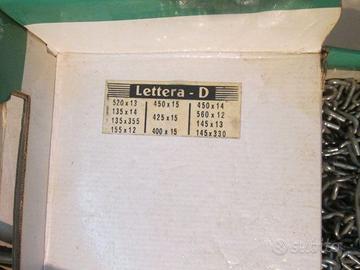 Lettera - D
520 x 13 450 x 15 450 x 14
135 x 14 560 x 12
135 x 355 425 x 15 145 x 13
155 x 12 400 x 15 145 x 330